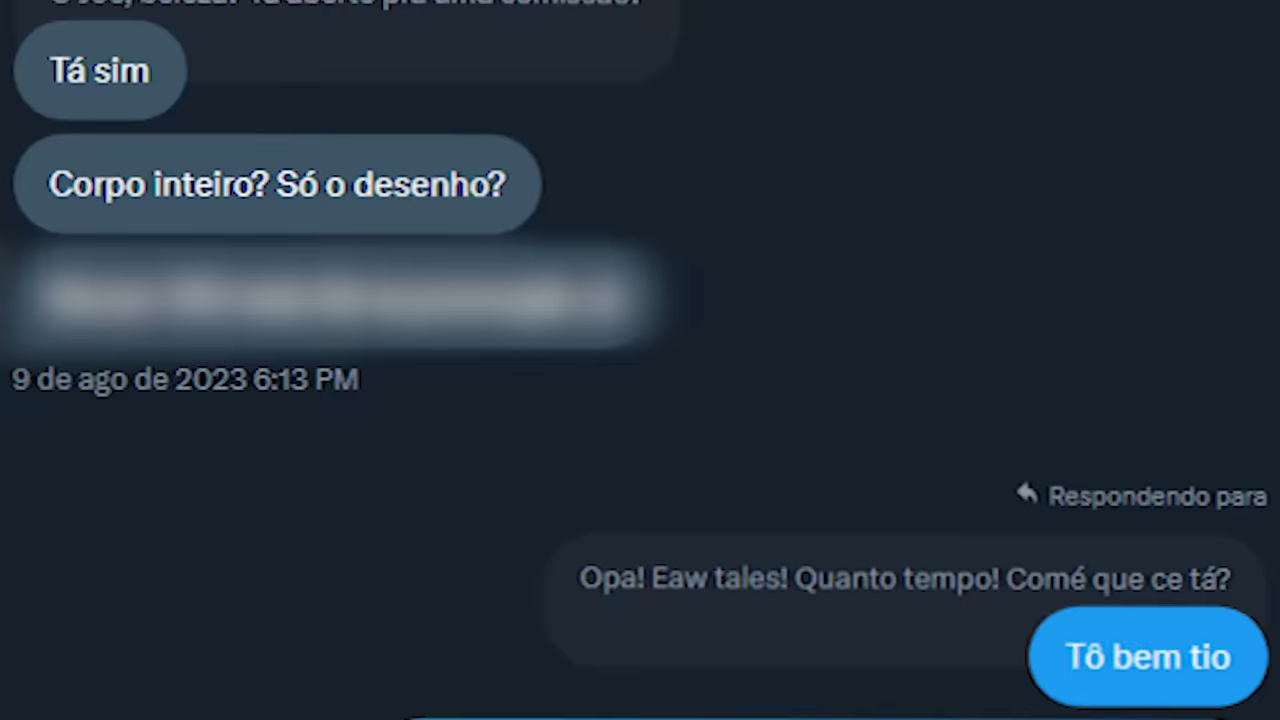 Tá sim
Corpo inteiro? Só o desenho?
9 de ago de 2023 6:13 PM
Respondendo para
Opa! Eaw tales! Quanto tempo! Comé que ce tá?
Tô bem tio